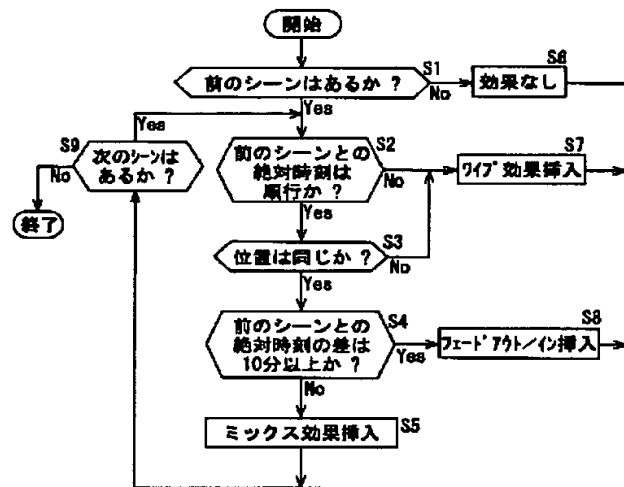 開始
S1
前のシーンはあるか ?
No
Yes
S6
効果なし
Yes
S9
次のシーンは
あるか ?
No
終了
S2
前のシーンとの
絶対時刻は
順行か ?
No
Yes
S7
ワイプ効果挿入
S3
位置は同じか ?
No
Yes
S4
前のシーンとの
絶対時刻の差は
10分以上か ?
Yes
No
S8
フェードアウト/イン挿入
S5
ミックス効果挿入